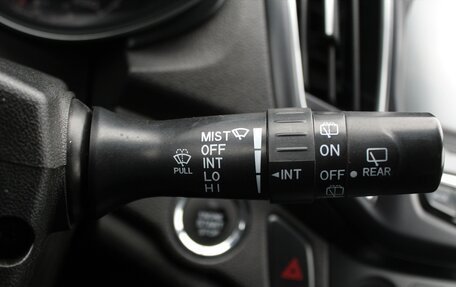 MIST
OFF
INT
LO
HI
PULL
INT
ON
OFF
REAR